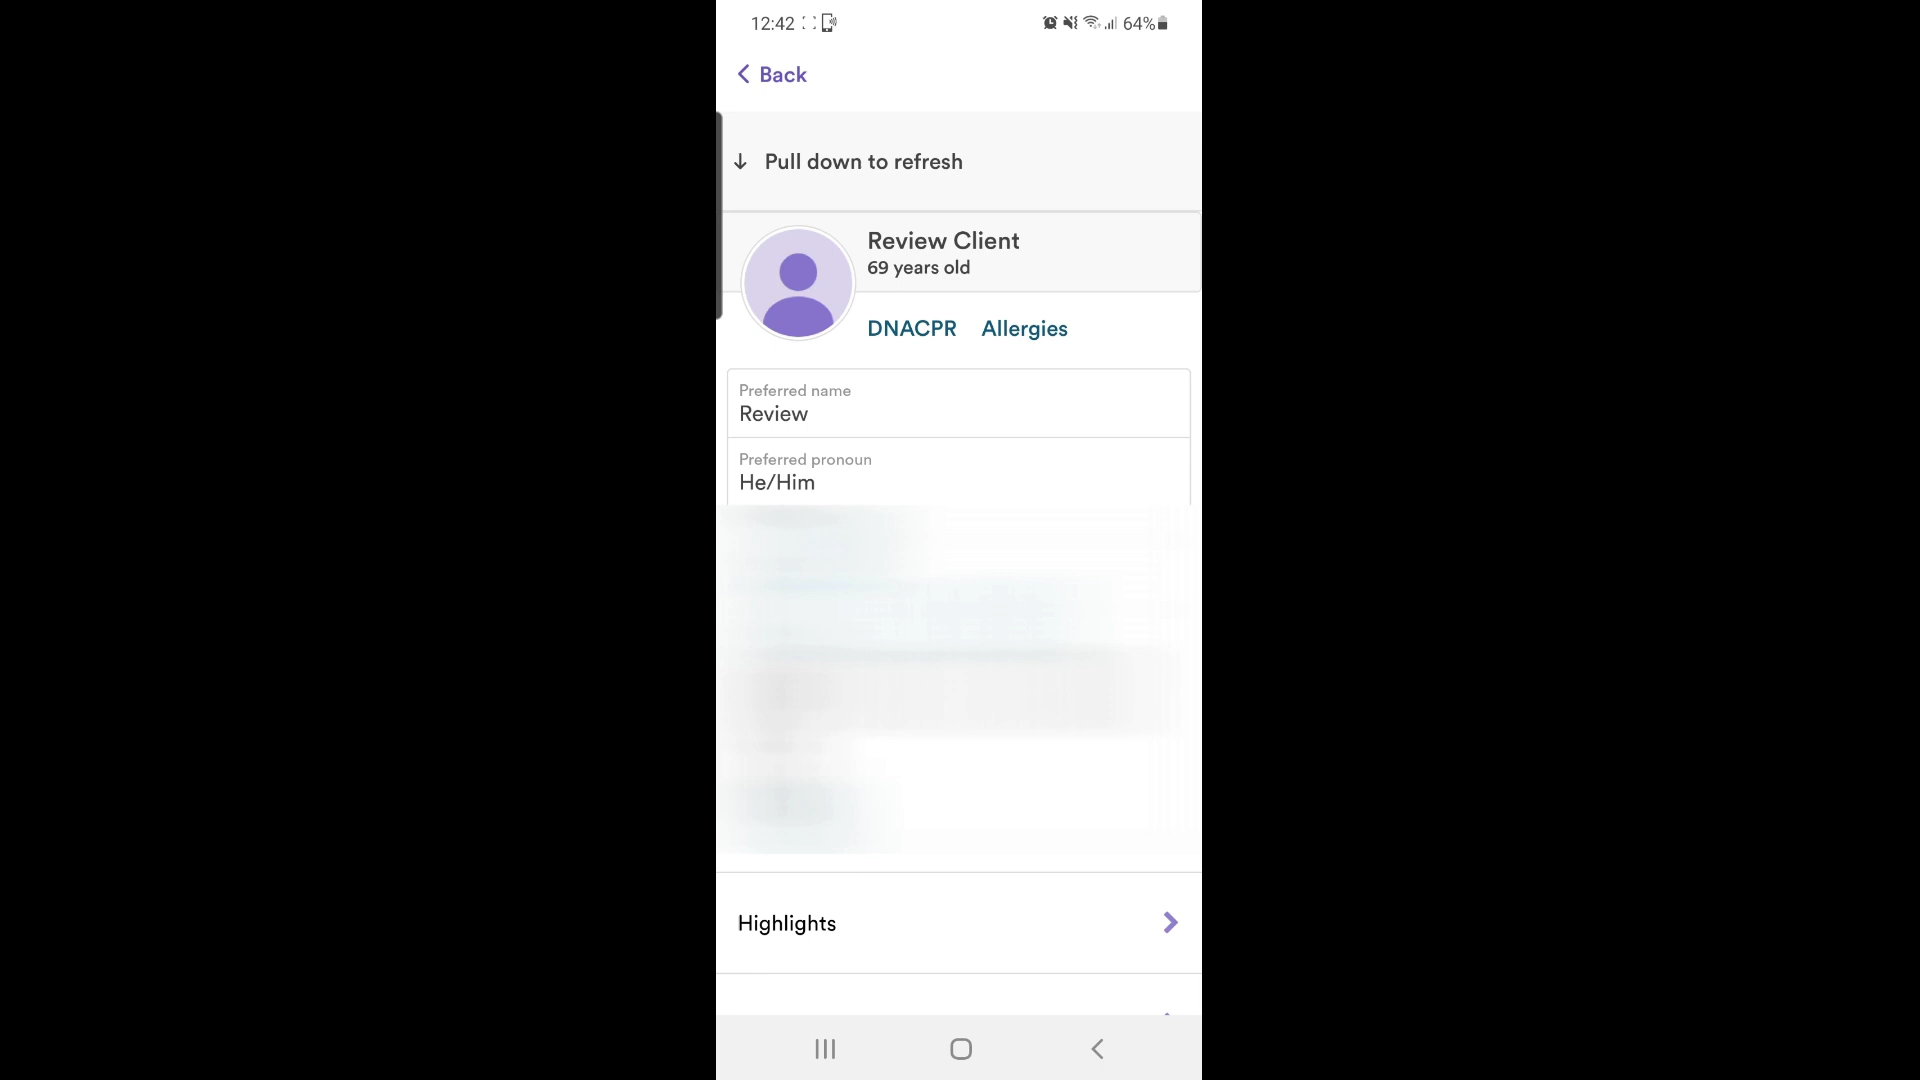 12:42 64%
Back
Pull down to refresh
Review Client
69 years old
DNACPR Allergies
Preferred name
Review
Preferred pronoun
He/Him
Highlights